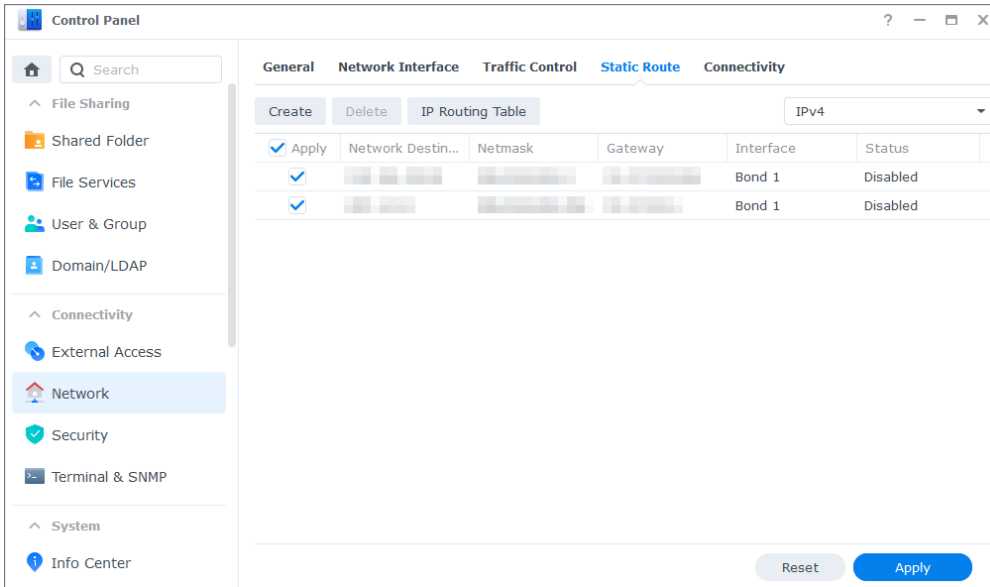 Control Panel
?
Search
File Sharing
Shared Folder
File Services
User & Group
Domain/LDAP
Connectivity
External Access
Network
Security
Terminal & SNMP
System
Info Center
General Network Interface Traffic Control Static Route Connectivity
Create Delete IP Routing Table IPv4
Apply Network Destin... Netmask Gateway Interface Status
Bond 1 Disabled
Bond 1 Disabled
Reset Apply